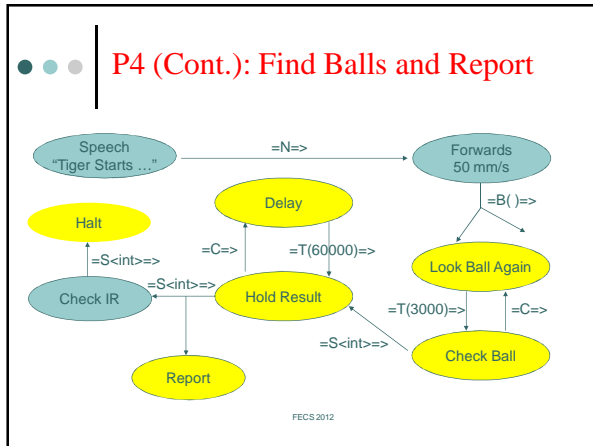 P4 (Cont.): Find Balls and Report
Speech
“Tiger Starts …”
=N=>
Forwards
50 mm/s
=B( )=>
Delay
Halt
=C=>
=T(60000)=>
=S<int>=>
Look Ball Again
Check IR
=S<int>=>
Hold Result
=T(3000)=>
=C=>
=S<int>=>
Check Ball
Report
FECS 2012